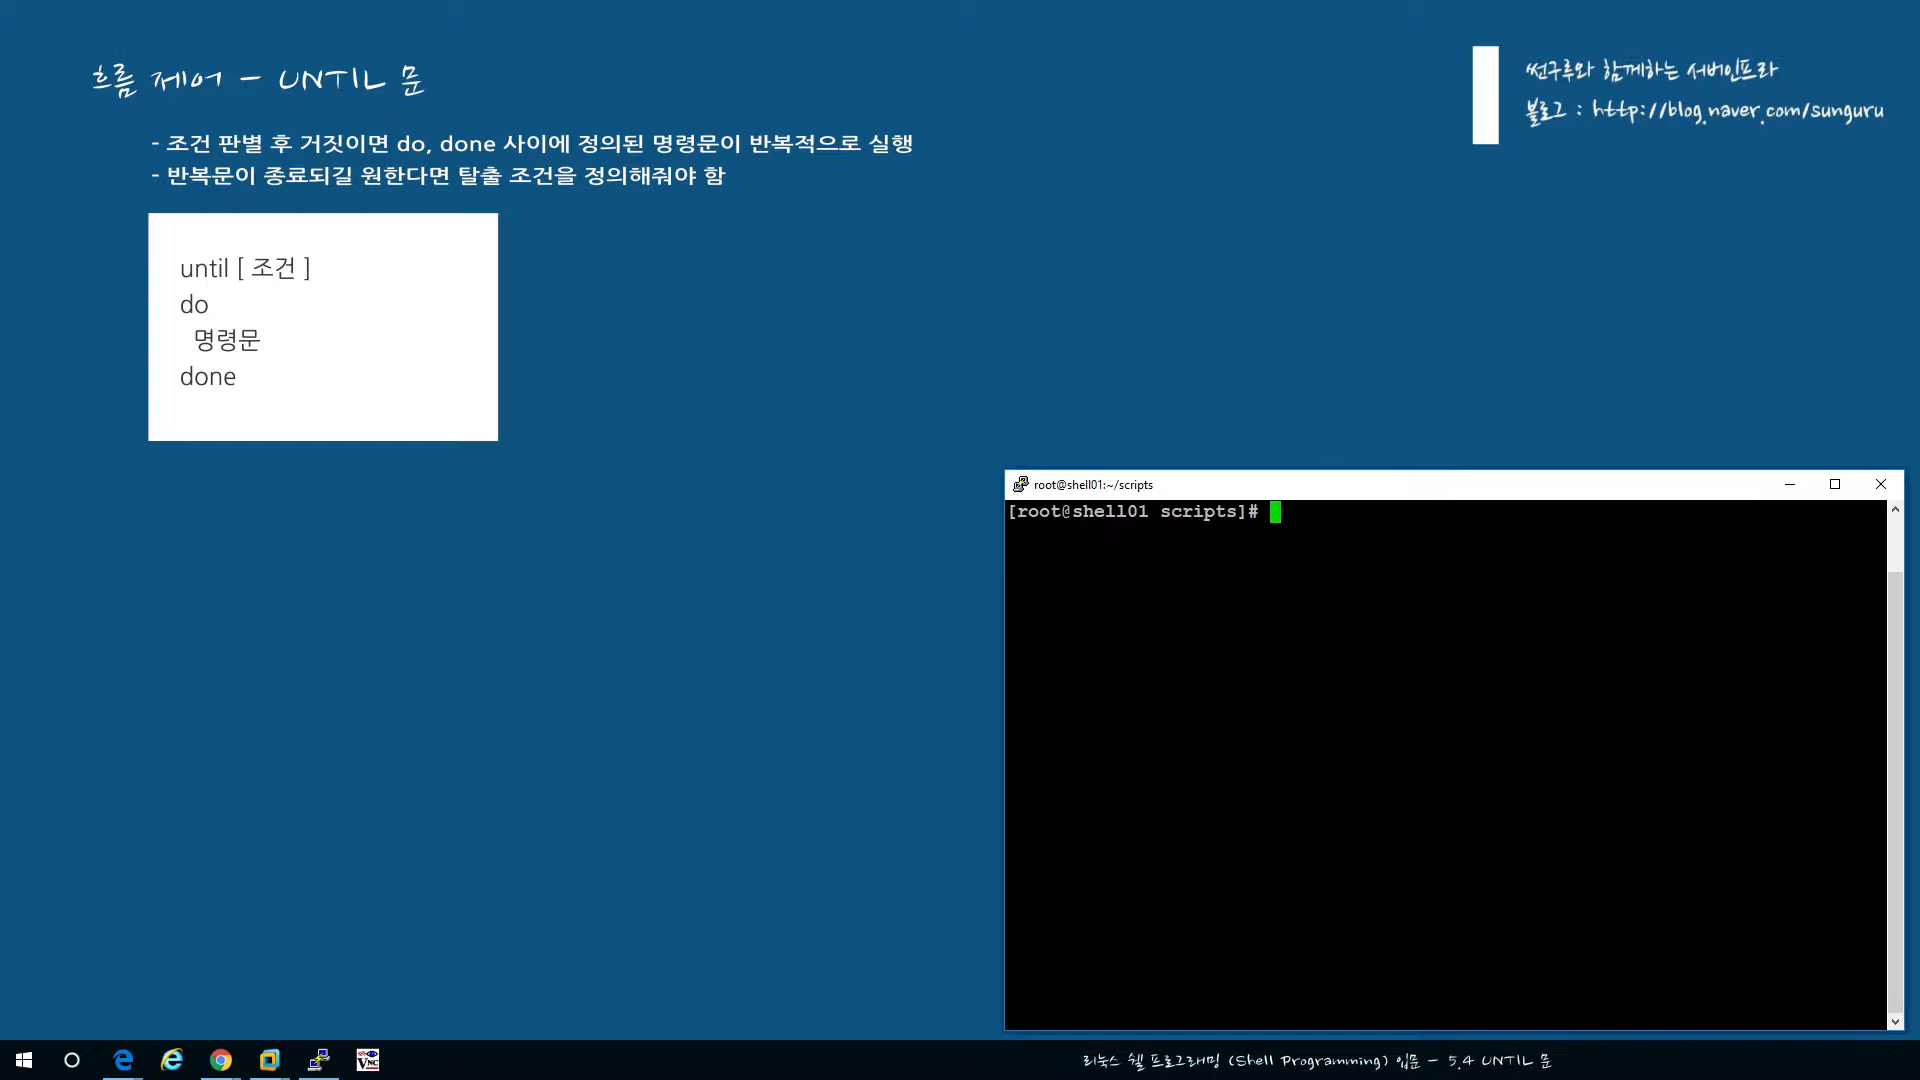 흐름 제어 - UNTIL 문
썬구루와 함께하는 서버인프라
블로그 : http://blog.naver.com/sunguru
- 조건 판별 후 거짓이면 do, done 사이에 정의된 명령문이 반복적으로 실행
- 반복문이 종료되길 원한다면 탈출 조건을 정의해줘야 함
until [ 조건 ]
do
명령문
done
root@shell01:~/scripts
[root@shell01 scripts]#
VNC
리눅스 쉘 프로그래밍 (Shell Programming) 입문 - 5.4 UNTIL 문